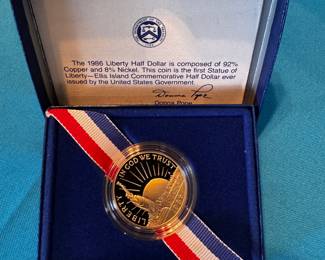 The 1986 Liberty Half Dollar is composed of 92%
Copper and 8% Nickel. This coin is the first Statue of
Liberty—Ellis Island Commemorative Half Dollar ever
issued by the United States Government.
Donna Pope
Donna Pope
IN GOD WE TRUST
LIBERTY